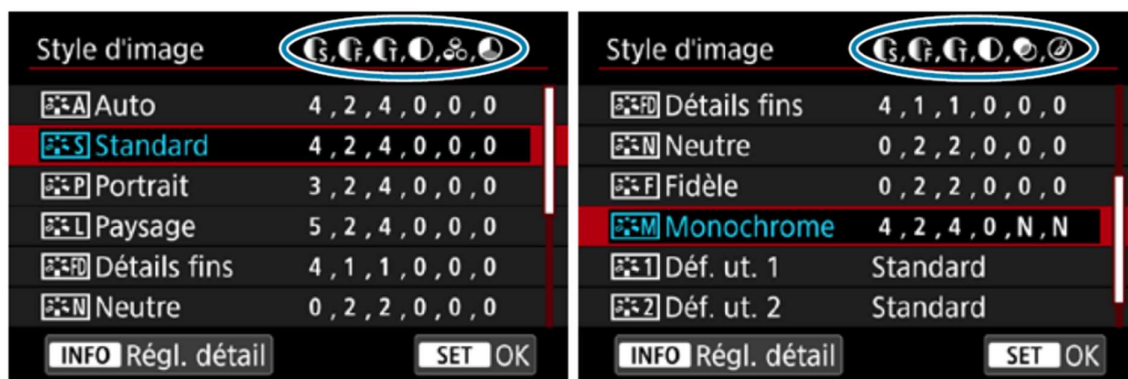 Style d'image S, F, T
A Auto 4 , 2 , 4 , 0 , 0 , 0
S Standard 4 , 2 , 4 , 0 , 0 , 0
P Portrait 3 , 2 , 4 , 0 , 0 , 0
L Paysage 5 , 2 , 4 , 0 , 0 , 0
FD Détails fins 4 , 1 , 1 , 0 , 0 , 0
N Neutre 0 , 2 , 2 , 0 , 0 , 0
INFO Régl. détail SET OK
Style d'image S, F, T
FD Détails fins 4 , 1 , 1 , 0 , 0 , 0
N Neutre 0 , 2 , 2 , 0 , 0 , 0
F Fidèle 0 , 2 , 2 , 0 , 0 , 0
M Monochrome 4 , 2 , 4 , 0 , N , N
1 Déf. ut. 1 Standard
2 Déf. ut. 2 Standard
INFO Régl. détail SET OK